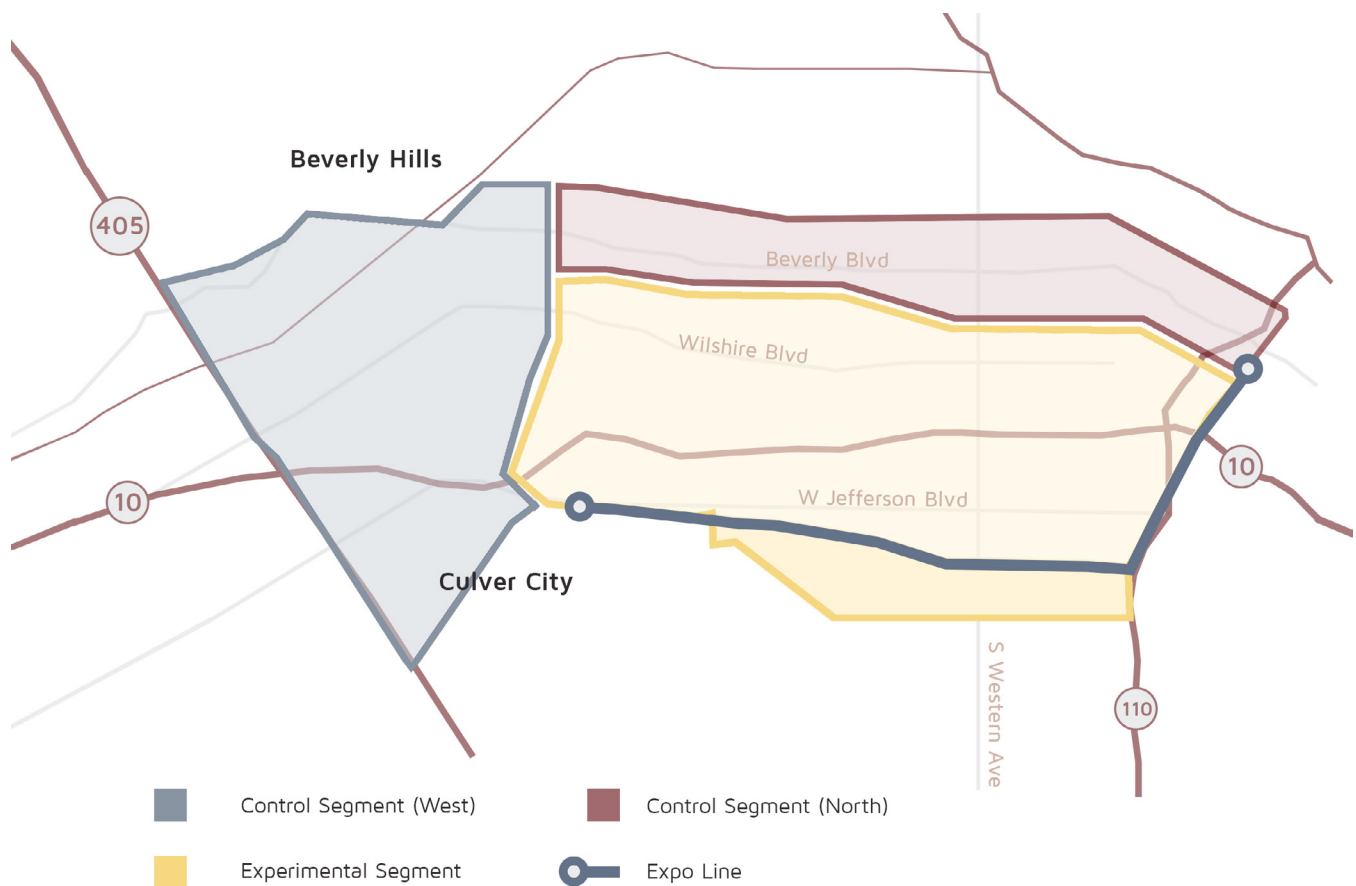 Beverly Hills
405
Beverly Blvd
Wilshire Blvd
10
W Jefferson Blvd
10
Culver City
S Western Ave
110
Control Segment (West)
Control Segment (North)
Experimental Segment
Expo Line